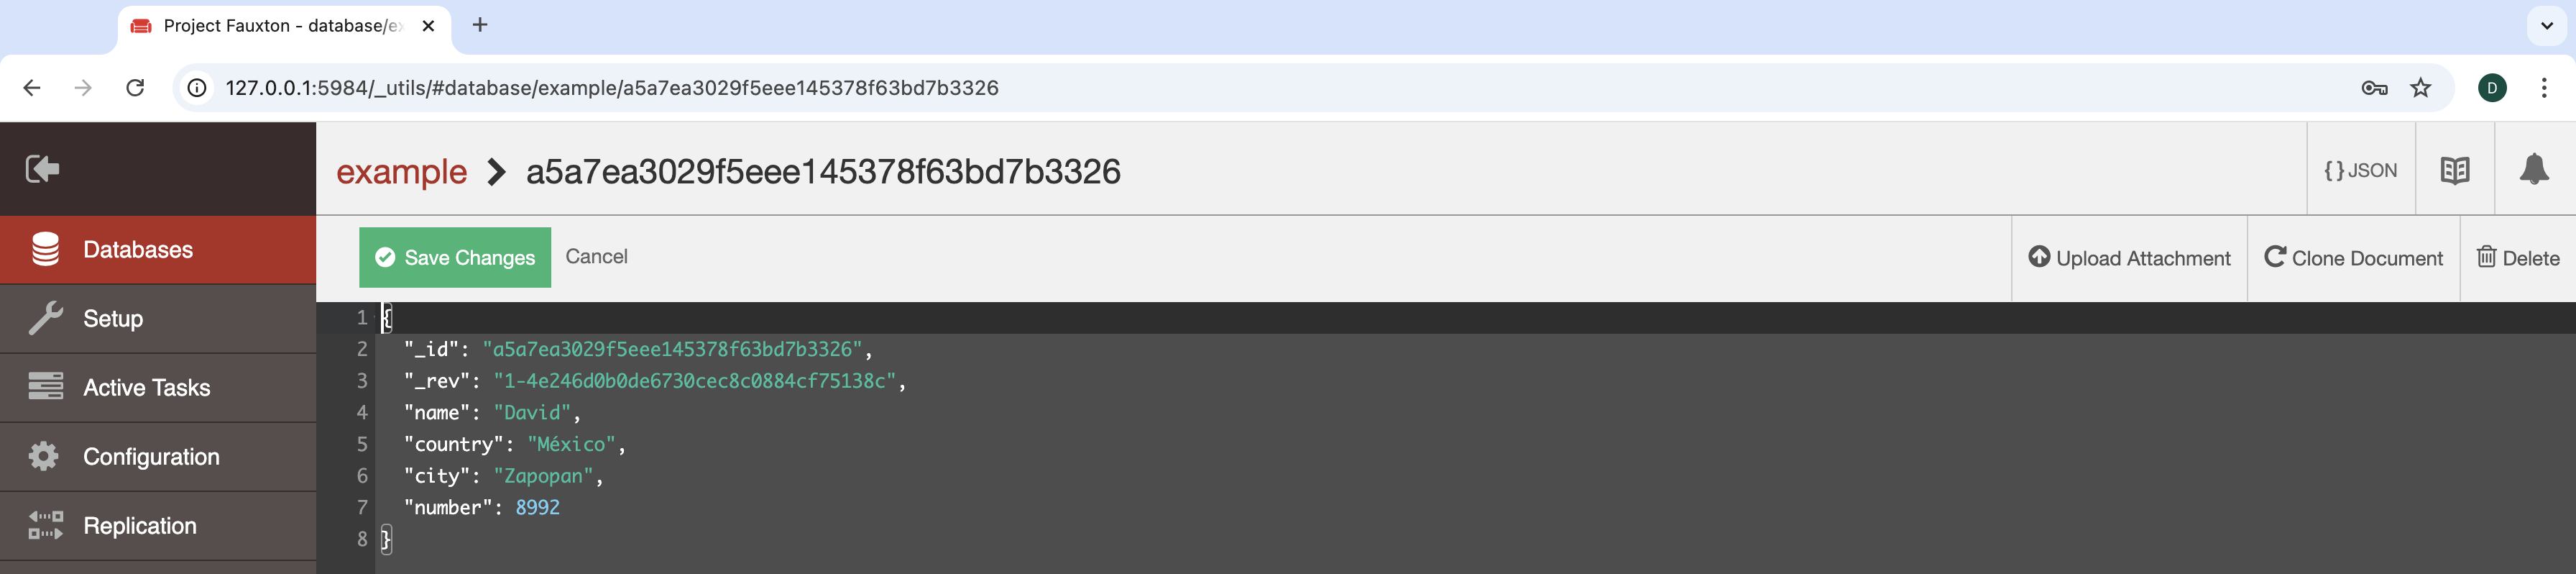 Project Fauxton - database/ex
127.0.0.1:5984/_utils/#database/example/a5a7ea3029f5eee145378f63bd7b3326
D
example a5a7ea3029f5eee145378f63bd7b3326
{} JSON
Databases
Setup
Active Tasks
Configuration
Replication
Save Changes
Cancel
Upload Attachment
Clone Document
Delete
1 {
2 "_id": "a5a7ea3029f5eee145378f63bd7b3326",
3 "_rev": "1-4e246d0b0de6730cec8c0884cf75138c",
4 "name": "David",
5 "country": "México",
6 "city": "Zapopan",
7 "number": 8992
8 }